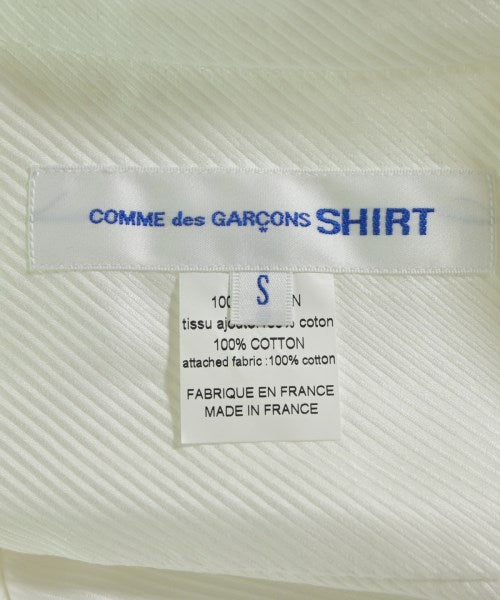 COMME des GARÇONS SHIRT
S
tissu ajouté:100% coton
100% COTTON
attached fabric :100% cotton
FABRIQUE EN FRANCE
MADE IN FRANCE